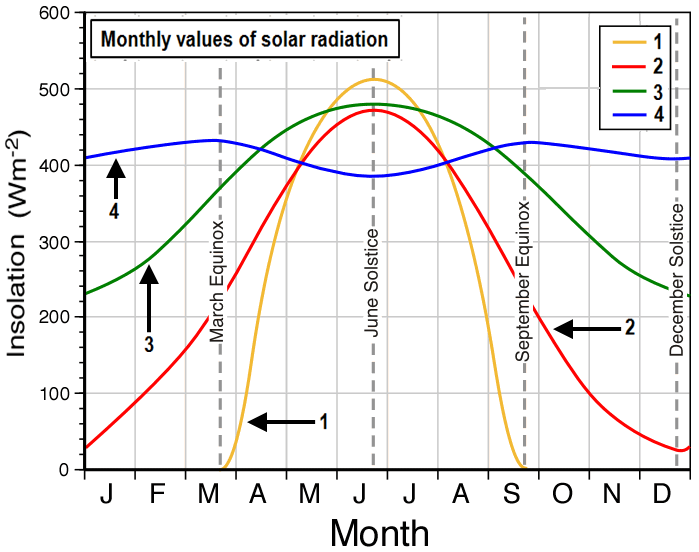 Monthly values of solar radiation
1
2
3
4
600
500
400
300
200
100
0
Insolation (Wm-2)
March Equinox
June Solstice
September Equinox
December Solstice
4
3
2
1
J F M A M J J A S O N D
Month